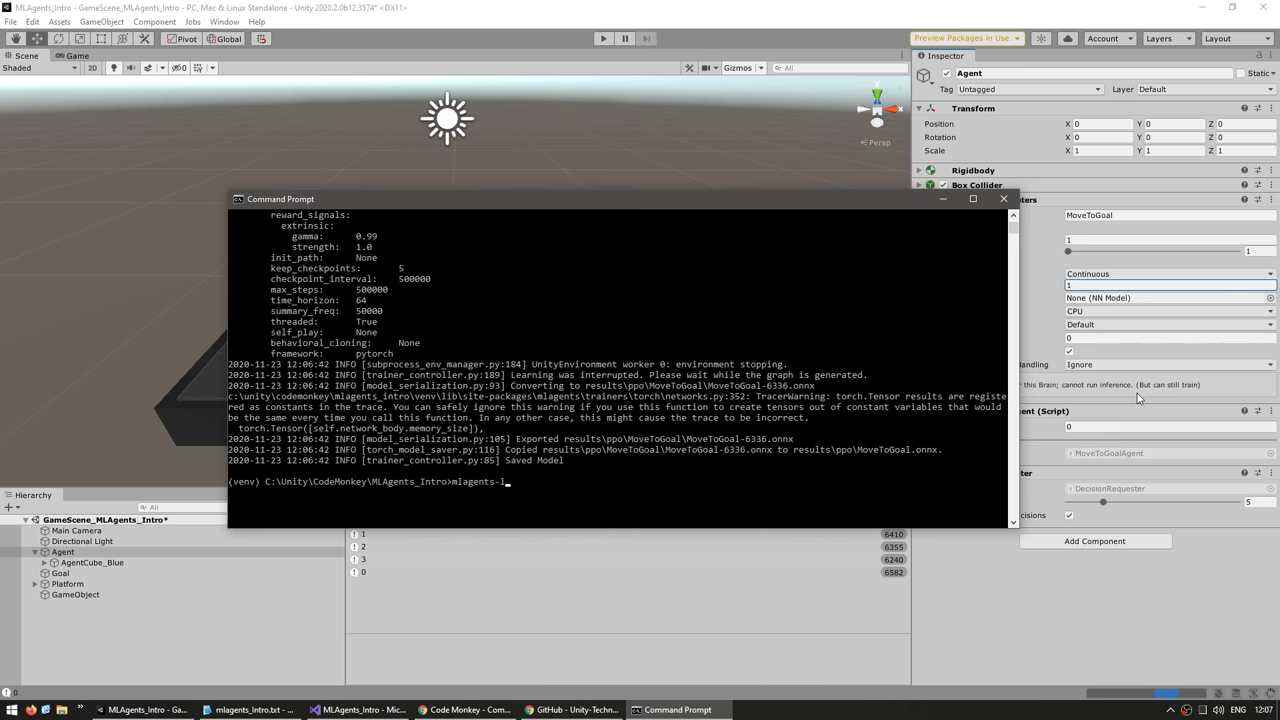 MLAgents_Intro - GameScene_MLAgents_Intro - PC, Mac & Linux Standalone - Unity 2020.2.0b12.3574* <DX11>
File Edit Assets GameObject Component Jobs Window Help
Pivot Global Preview Packages in Use Account Layers Layout
Scene Game Inspector
Shaded 2D 0 Gizmos All
Agent Static
Tag Untagged Layer Default
Transform
Position X 0 Y 0 Z 0
Rotation X 0 Y 0 Z 0
Scale X 1 Y 1 Z 1
Persp
Rigidbody
Box Collider
Command Prompt
reward_signals:
extrinsic:
gamma: 0.99
strength: 1.0
init_path: None
keep_checkpoints: 5
checkpoint_interval: 500000
max_steps: 500000
time_horizon: 64
summary_freq: 50000
threaded: True
self_play: None
behavioral_cloning: None
framework: pytorch
2020-11-23 12:06:42 INFO [subprocess_env_manager.py:184] UnityEnvironment worker 0: environment stopping.
2020-11-23 12:06:42 INFO [trainer_controller.py:189] Learning was interrupted. Please wait while the graph is generated.
2020-11-23 12:06:42 INFO [model_serialization.py:93] Converting to results\ppo\MoveToGoal\MoveToGoal-6336.onnx
c:\unity\codemonkey\mlagents_intro\venv\lib\site-packages\mlagents\trainers\torch\networks.py:352: TracerWarning: torch.Tensor results are registe
red as constants in the trace. You can safely ignore this warning if you use this function to create tensors out of constant variables that would
be the same every time you call this function. In any other case, this might cause the trace to be incorrect.
torch.Tensor([self.network_body.memory_size]),
2020-11-23 12:06:42 INFO [model_serialization.py:105] Exported results\ppo\MoveToGoal\MoveToGoal-6336.onnx
2020-11-23 12:06:42 INFO [torch_model_saver.py:116] Copied results\ppo\MoveToGoal\MoveToGoal-6336.onnx to results\ppo\MoveToGoal.onnx.
2020-11-23 12:06:42 INFO [trainer_controller.py:85] Saved Model
(venv) C:\Unity\CodeMonkey\MLAgents_Intro>mlagents-l
eters
MoveToGoal
1
1
Continuous
1
None (NN Model)
CPU
Default
0
Handling Ignore
this Brain; cannot run inference. (But can still train)
gent (Script)
0
MoveToGoalAgent
ter
DecisionRequester
5
cisions
Add Component
Hierarchy
All
GameScene_MLAgents_Intro*
Main Camera
Directional Light
Agent
AgentCube_Blue
Goal
Platform
GameObject
1 6410
2 6355
3 6240
0 6582
0
MLAgents_Intro - Ga...
mlagents_intro.txt - ...
MLAgents_Intro - Mic...
Code Monkey - Com...
GitHub - Unity-Techn...
Command Prompt
ENG 12:07